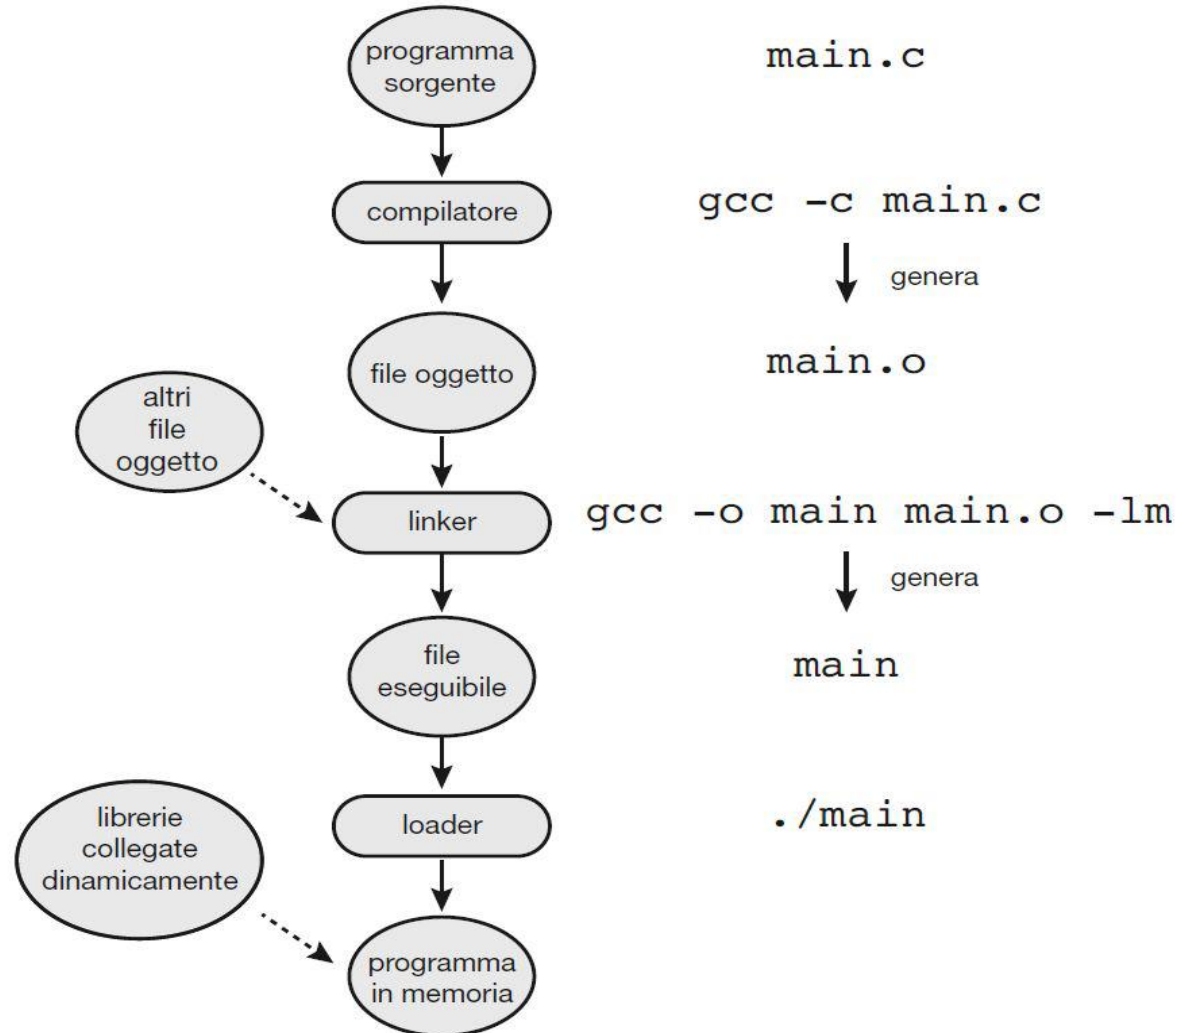 programma
sorgente
main.c
compilatore
gcc -c main.c
genera
file oggetto
main.o
altri
file
oggetto
linker
gcc -o main main.o -lm
genera
file
eseguibile
main
librerie
collegate
dinamicamente
loader
./main
programma
in memoria